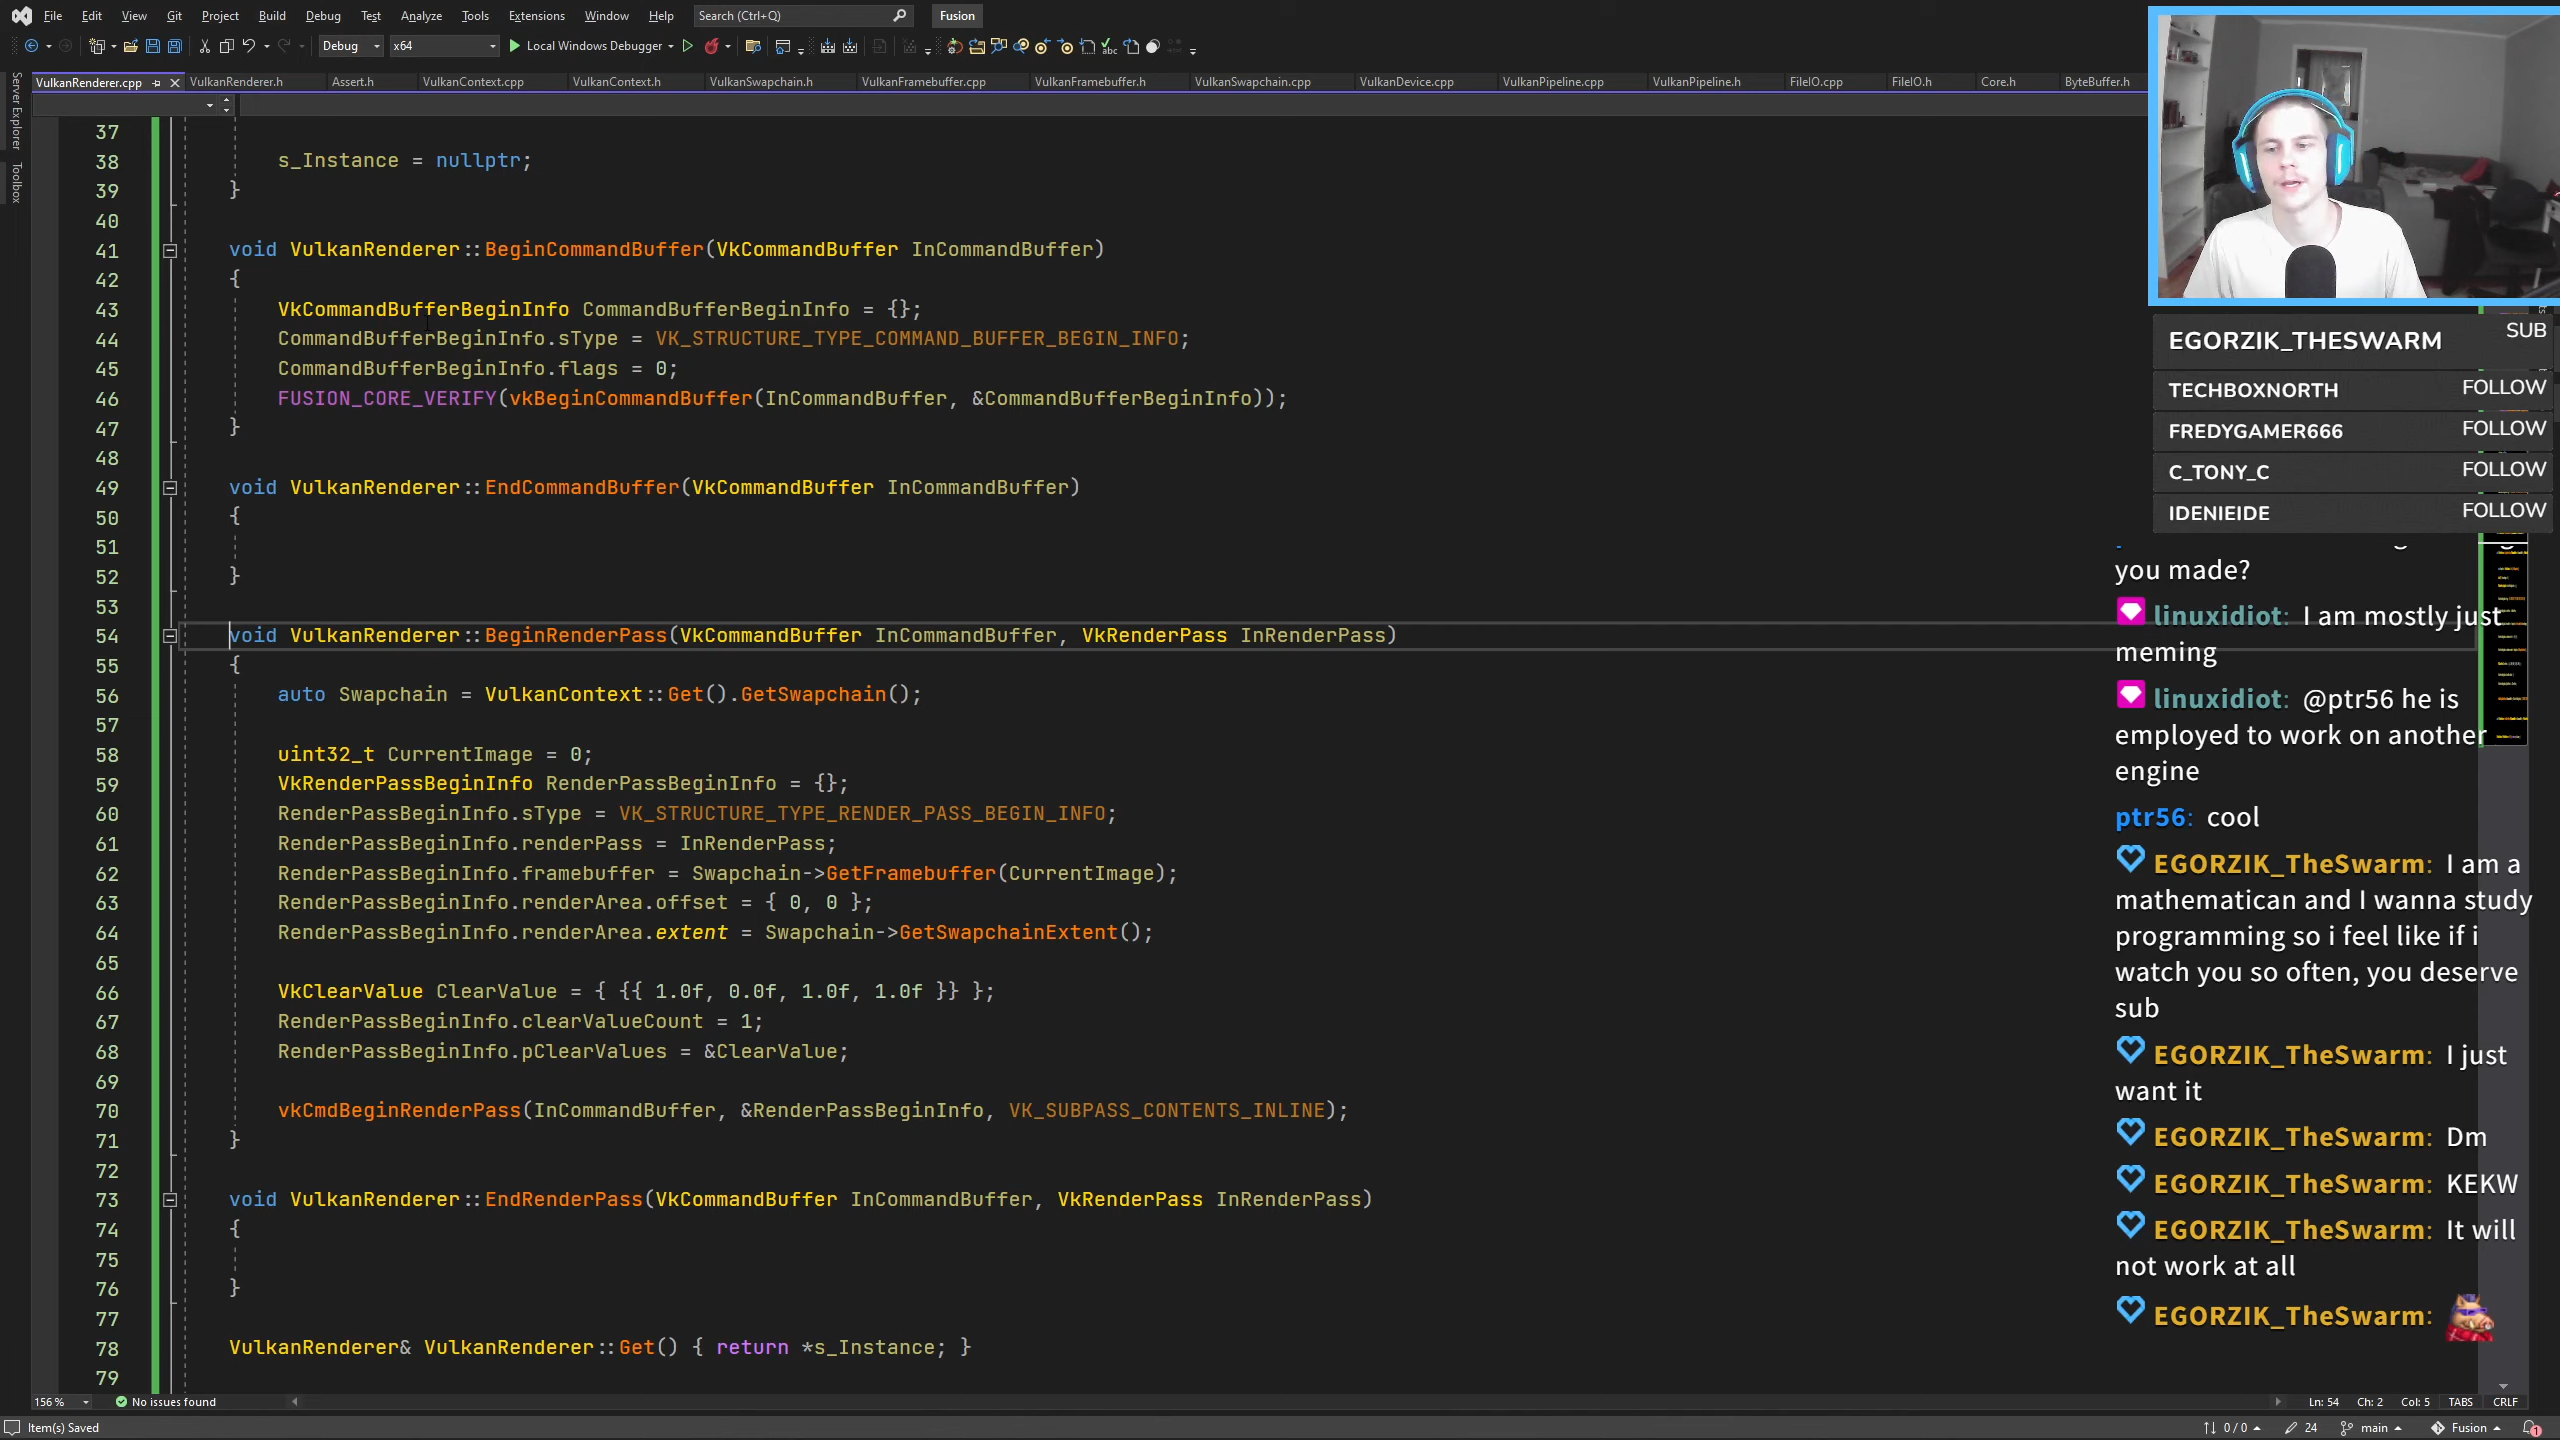 File Edit View Git Project Build Debug Test Analyze Tools Extensions Window Help Search (Ctrl+Q) Fusion
Debug x64 Local Windows Debugger
VulkanRenderer.cpp VulkanRenderer.h Assert.h VulkanContext.cpp VulkanContext.h VulkanSwapchain.h VulkanFramebuffer.cpp VulkanFramebuffer.h VulkanSwapchain.cpp VulkanDevice.cpp VulkanPipeline.cpp VulkanPipeline.h FileIO.cpp FileIO.h Core.h ByteBuffer.h
Server Explorer
Toolbox
37
38 s_Instance = nullptr;
39 }
40
41 void VulkanRenderer::BeginCommandBuffer(VkCommandBuffer InCommandBuffer)
42 {
43 VkCommandBufferBeginInfo CommandBufferBeginInfo = {};
44 CommandBufferBeginInfo.sType = VK_STRUCTURE_TYPE_COMMAND_BUFFER_BEGIN_INFO;
45 CommandBufferBeginInfo.flags = 0;
46 FUSION_CORE_VERIFY(vkBeginCommandBuffer(InCommandBuffer, &CommandBufferBeginInfo));
47 }
48
49 void VulkanRenderer::EndCommandBuffer(VkCommandBuffer InCommandBuffer)
50 {
51
52 }
53
54 void VulkanRenderer::BeginRenderPass(VkCommandBuffer InCommandBuffer, VkRenderPass InRenderPass)
55 {
56 auto Swapchain = VulkanContext::Get().GetSwapchain();
57
58 uint32_t CurrentImage = 0;
59 VkRenderPassBeginInfo RenderPassBeginInfo = {};
60 RenderPassBeginInfo.sType = VK_STRUCTURE_TYPE_RENDER_PASS_BEGIN_INFO;
61 RenderPassBeginInfo.renderPass = InRenderPass;
62 RenderPassBeginInfo.framebuffer = Swapchain->GetFramebuffer(CurrentImage);
63 RenderPassBeginInfo.renderArea.offset = { 0, 0 };
64 RenderPassBeginInfo.renderArea.extent = Swapchain->GetSwapchainExtent();
65
66 VkClearValue ClearValue = { {{ 1.0f, 0.0f, 1.0f, 1.0f }} };
67 RenderPassBeginInfo.clearValueCount = 1;
68 RenderPassBeginInfo.pClearValues = &ClearValue;
69
70 vkCmdBeginRenderPass(InCommandBuffer, &RenderPassBeginInfo, VK_SUBPASS_CONTENTS_INLINE);
71 }
72
73 void VulkanRenderer::EndRenderPass(VkCommandBuffer InCommandBuffer, VkRenderPass InRenderPass)
74 {
75
76 }
77
78 VulkanRenderer& VulkanRenderer::Get() { return *s_Instance; }
79
EGORZIK_THESWARM SUB
TECHBOXNORTH FOLLOW
FREDYGAMER666 FOLLOW
C_TONY_C FOLLOW
IDENIEIDE FOLLOW
you made?
linuxidiot: I am mostly just
meming
linuxidiot: @ptr56 he is
employed to work on another
engine
ptr56: cool
EGORZIK_TheSwarm: I am a
mathematican and I wanna study
programming so i feel like if i
watch you so often, you deserve
sub
EGORZIK_TheSwarm: I just
want it
EGORZIK_TheSwarm: Dm
EGORZIK_TheSwarm: KEKW
EGORZIK_TheSwarm: It will
not work at all
EGORZIK_TheSwarm:
156 % No issues found Ln: 54 Ch: 2 Col: 5 TABS CRLF
Item(s) Saved 0 / 0 24 main Fusion 1